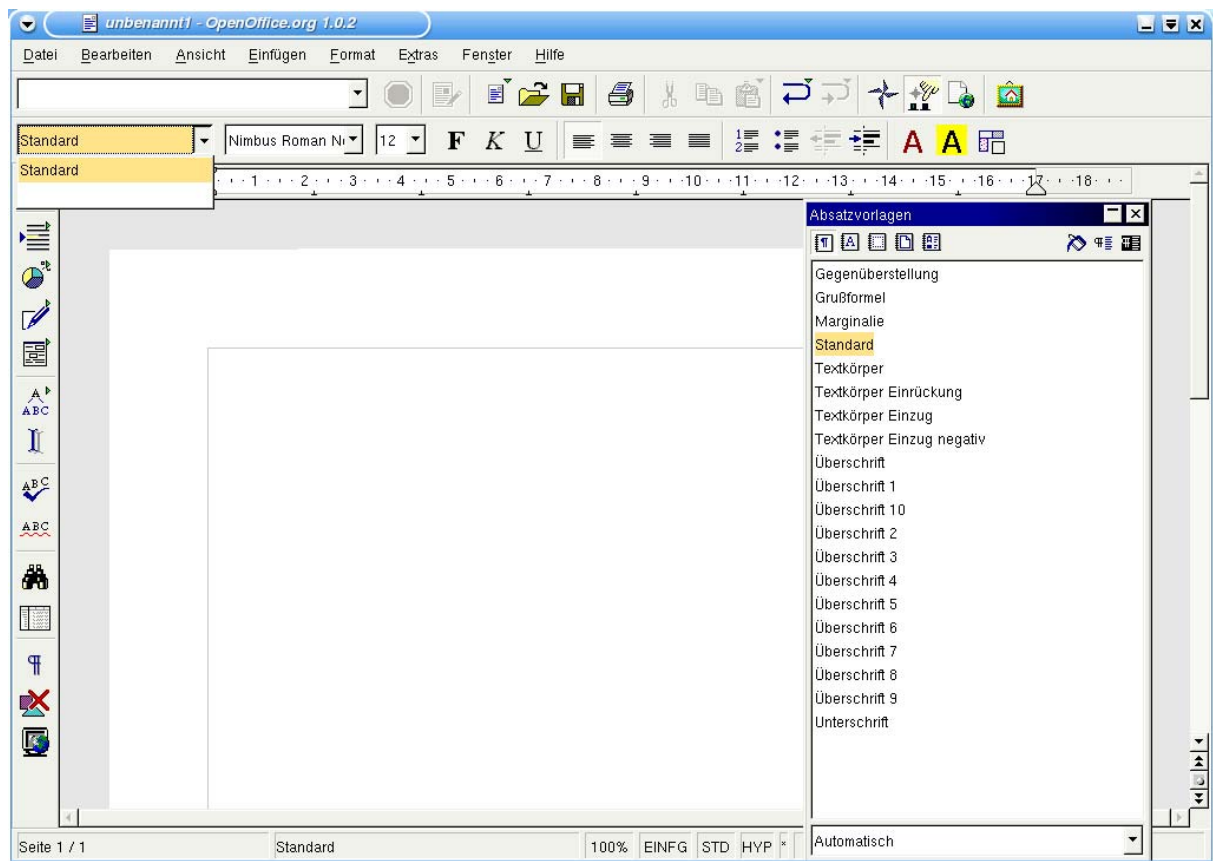 unbenannt1 - OpenOffice.org 1.0.2
Datei Bearbeiten Ansicht Einfügen Format Extras Fenster Hilfe
Standard Nimbus Roman N 12 F K U A A
Standard
1 2 3 4 5 6 7 8 9 10 11 12 13 14 15 16 17 18
Absatzvorlagen
Gegenüberstellung
Grußformel
Marginalie
Standard
Textkörper
Textkörper Einrückung
Textkörper Einzug
Textkörper Einzug negativ
Überschrift
Überschrift 1
Überschrift 10
Überschrift 2
Überschrift 3
Überschrift 4
Überschrift 5
Überschrift 6
Überschrift 7
Überschrift 8
Überschrift 9
Unterschrift
Automatisch
ABC
ABC
ABC
Seite 1 / 1 Standard 100% EINFG STD HYP *